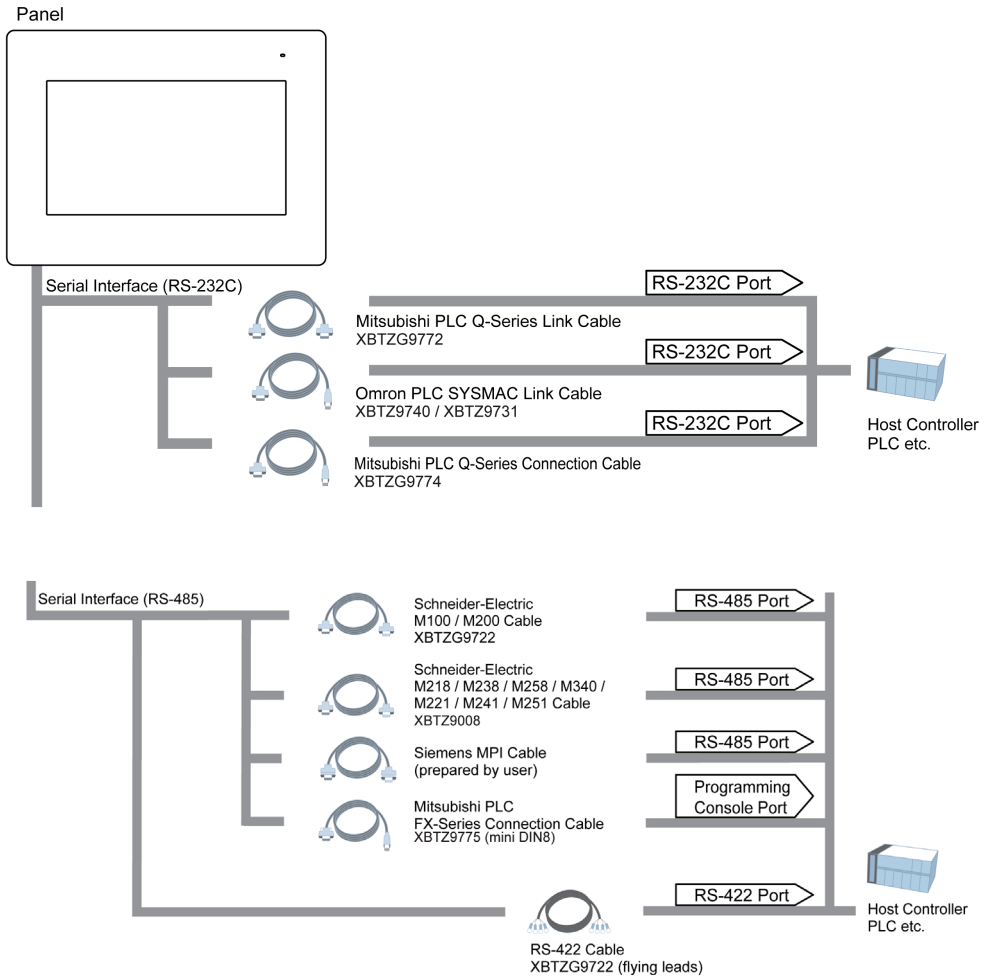 Panel
Serial Interface (RS-232C)
RS-232C Port
Mitsubishi PLC Q-Series Link Cable
XBTZG9772
RS-232C Port
Omron PLC SYSMAC Link Cable
XBTZ9740 / XBTZ9731
RS-232C Port
Mitsubishi PLC Q-Series Connection Cable
XBTZG9774
Host Controller
PLC etc.
Serial Interface (RS-485)
Schneider-Electric
M100 / M200 Cable
XBTZG9722
RS-485 Port
Schneider-Electric
M218 / M238 / M258 / M340 /
M221 / M241 / M251 Cable
XBTZ9008
RS-485 Port
Siemens MPI Cable
(prepared by user)
RS-485 Port
Mitsubishi PLC
FX-Series Connection Cable
XBTZ9775 (mini DIN8)
Programming
Console Port
RS-422 Port
RS-422 Cable
XBTZG9722 (flying leads)
Host Controller
PLC etc.